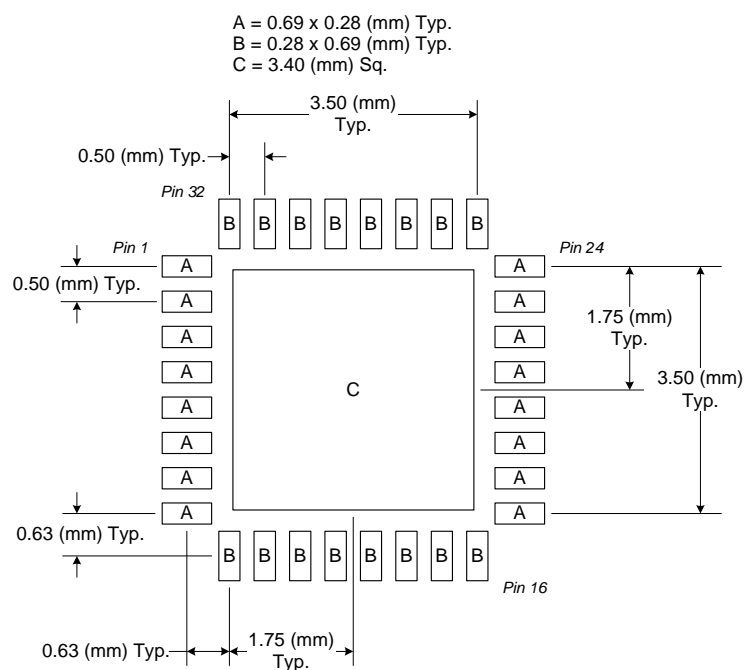 A = 0.69 x 0.28 (mm) Typ.
B = 0.28 x 0.69 (mm) Typ.
C = 3.40 (mm) Sq.
3.50 (mm)
Typ.
0.50 (mm) Typ.
Pin 32
B B B B B B B B
Pin 1
Pin 24
A A
0.50 (mm) Typ.
A A
1.75 (mm)
Typ.
A A
A A
3.50 (mm)
Typ.
C
A A
A A
A A
A A
0.63 (mm) Typ.
B B B B B B B B
Pin 16
0.63 (mm) Typ.
1.75 (mm)
Typ.